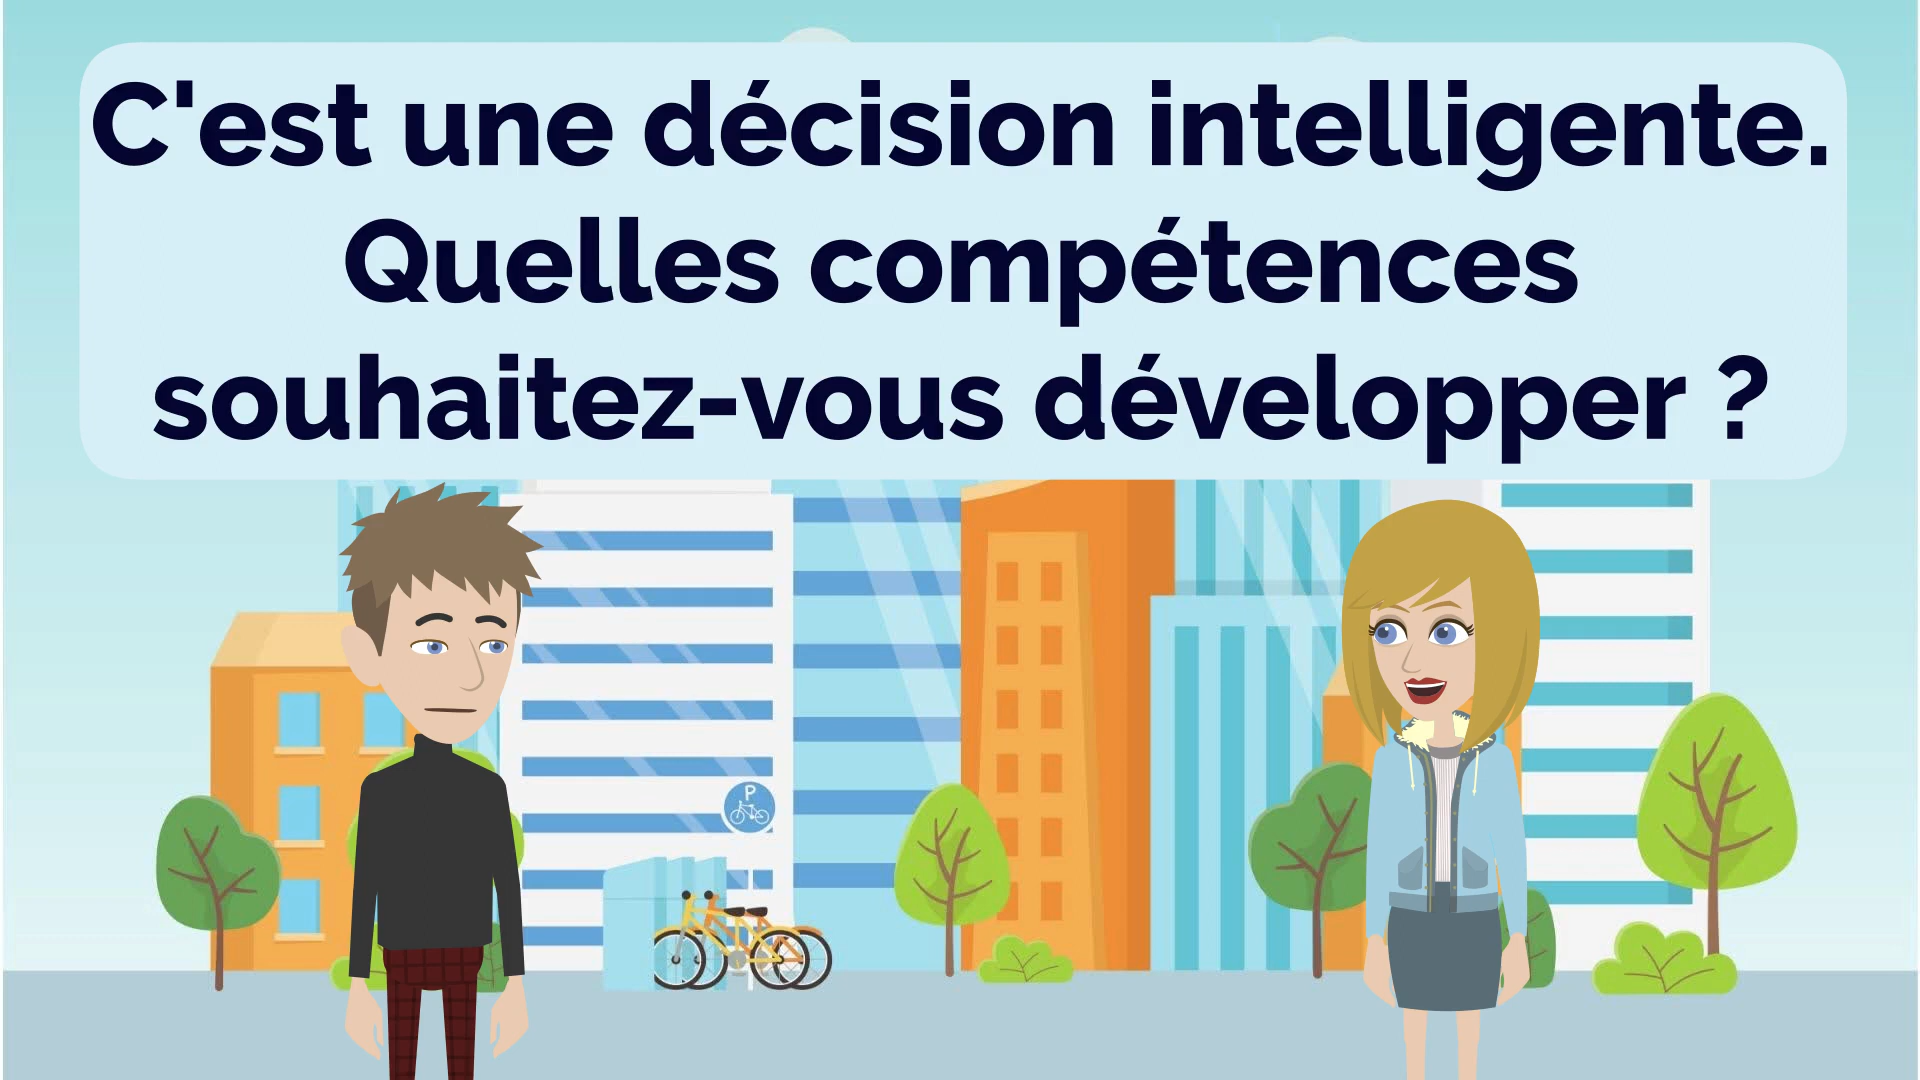 C'est une décision intelligente.
Quelles compétences
souhaitez-vous développer ?
P